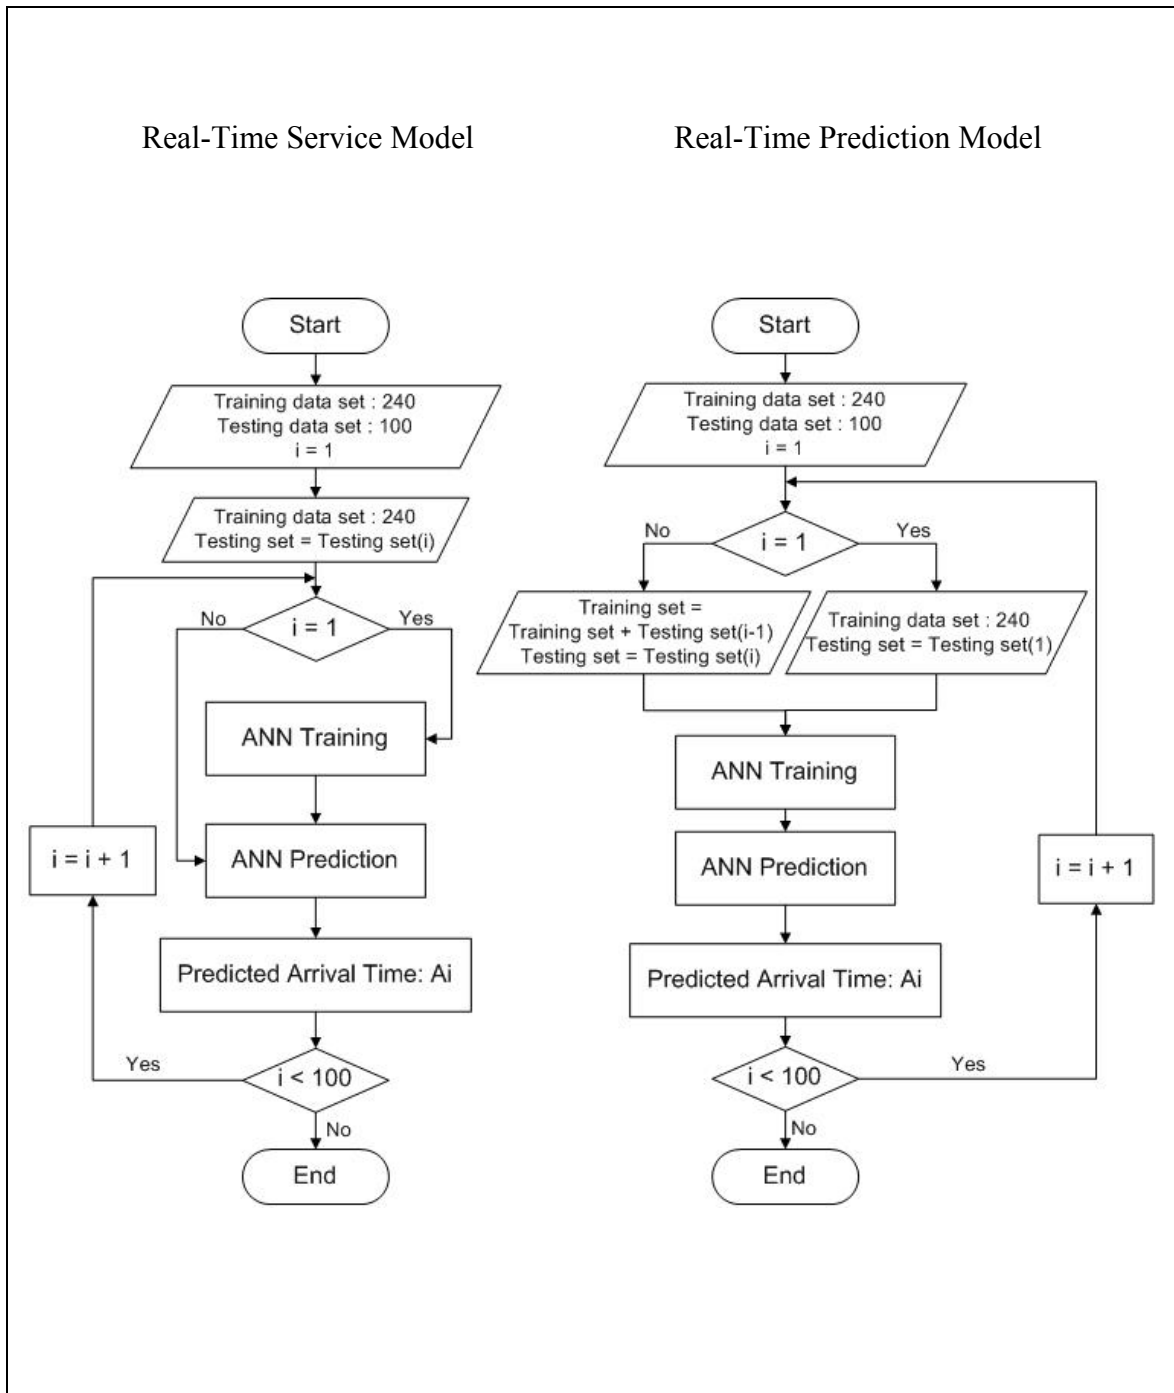 Real-Time Service Model
Start
Training data set : 240
Testing data set : 100
i = 1
Training data set : 240
Testing set = Testing set(i)
i = 1
No
Yes
ANN Training
ANN Prediction
i = i + 1
Predicted Arrival Time: Ai
i < 100
Yes
No
End
Real-Time Prediction Model
Start
Training data set : 240
Testing data set : 100
i = 1
i = 1
No
Yes
Training set =
Training set + Testing set(i-1)
Testing set = Testing set(i)
Training data set : 240
Testing set = Testing set(1)
ANN Training
ANN Prediction
i = i + 1
Predicted Arrival Time: Ai
i < 100
Yes
No
End